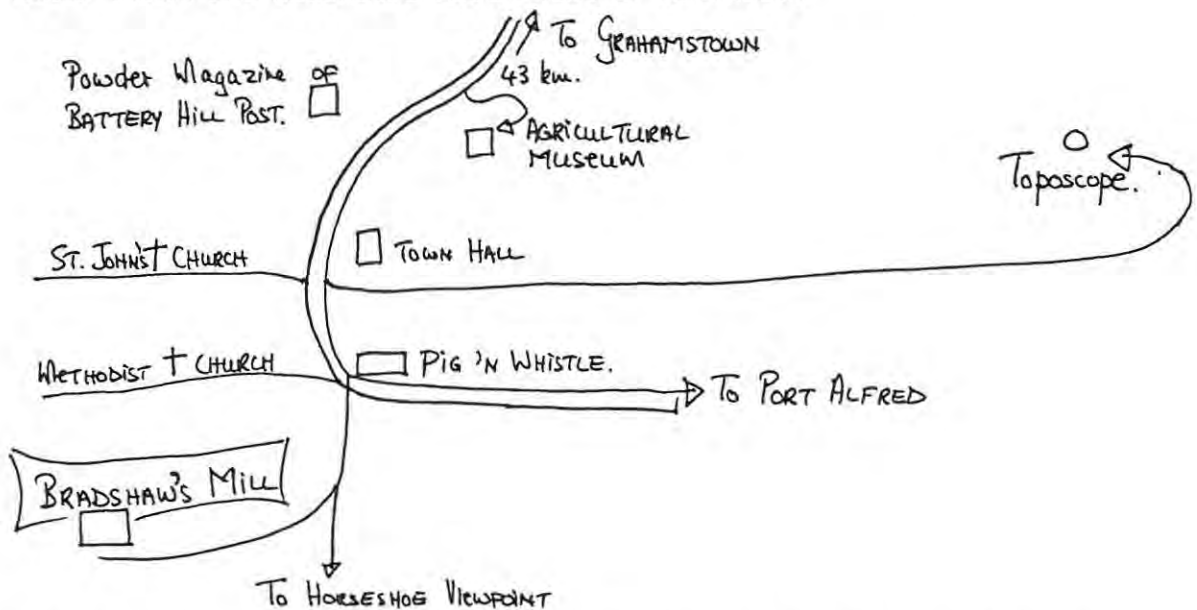 To GRAHAMSTOWN
43 km.
Powder Magazine of
BATTERY HILL POST.
AGRICULTURAL
MUSEUM
Toposcope.
ST. JOHN'S CHURCH
TOWN HALL
METHODIST CHURCH
PIG 'N WHISTLE.
To PORT ALFRED
BRADSHAW'S MILL
To HORSESHOE VIEWPOINT